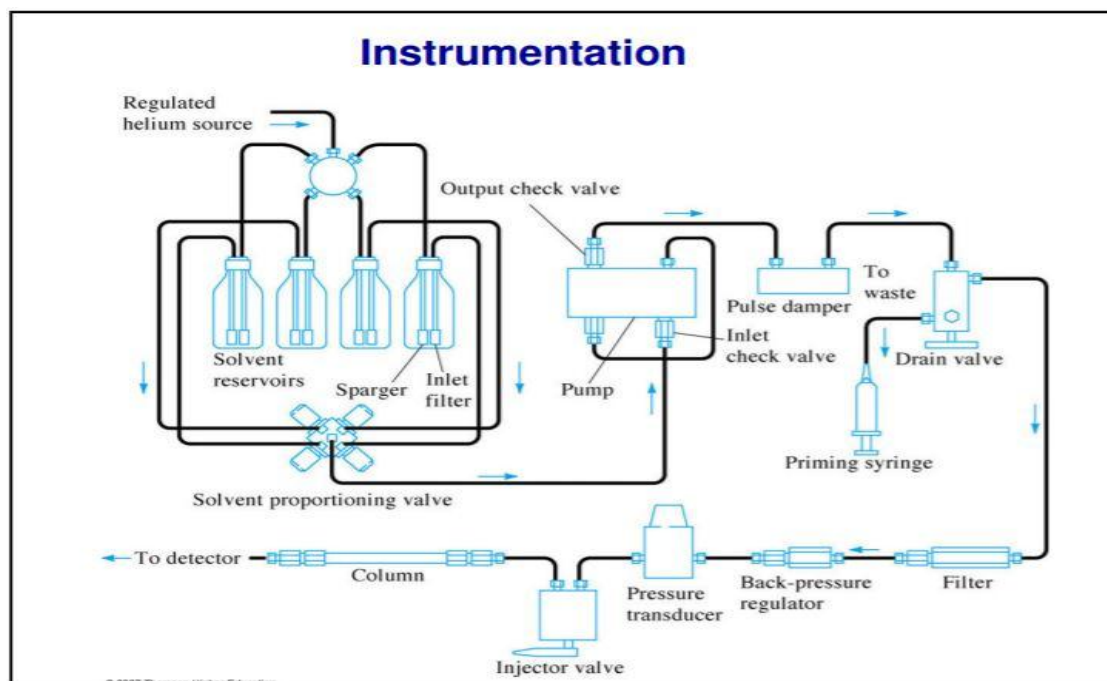 Instrumentation
Regulated
helium source
Output check valve
To
waste
Pulse damper
Solvent
reservoirs
Sparger
Inlet
filter
Inlet
check valve
Pump
Drain valve
Priming syringe
Solvent proportioning valve
To detector
Column
Pressure
transducer
Back-pressure
regulator
Filter
Injector valve